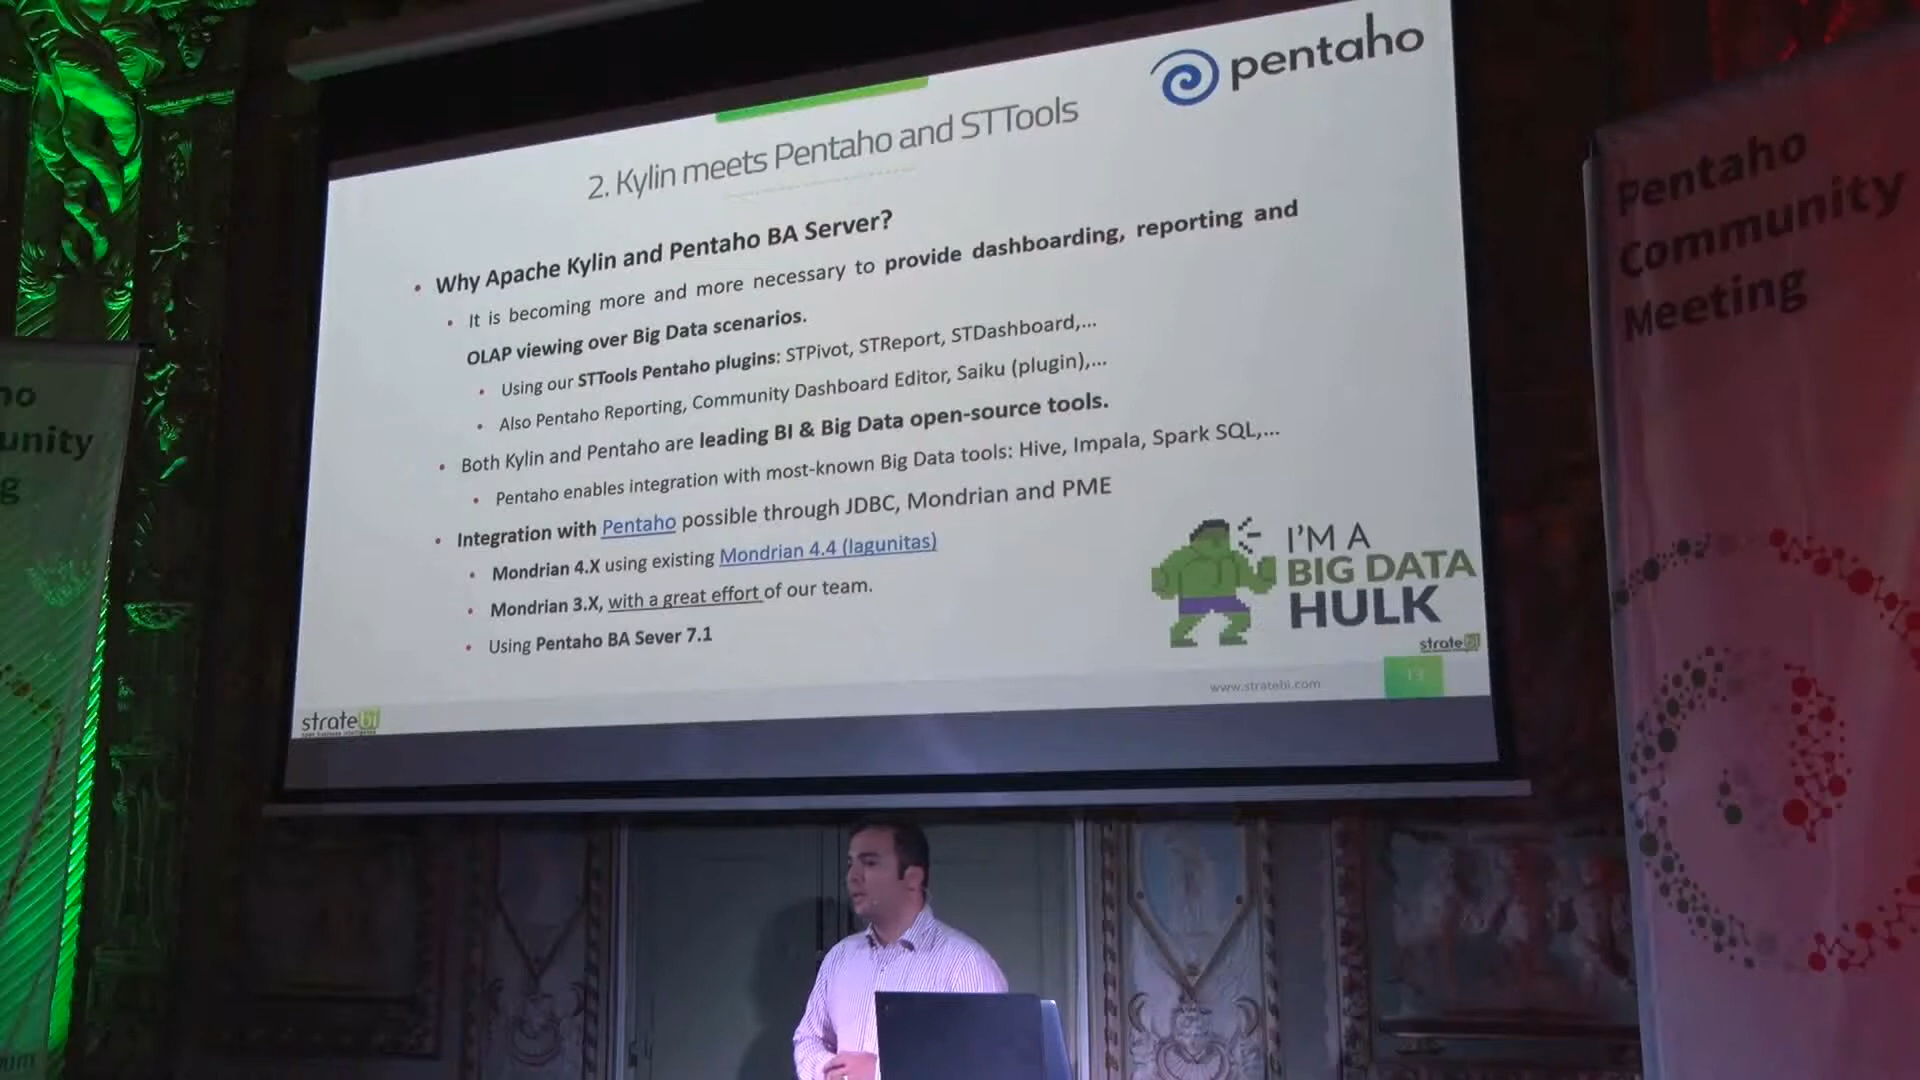 pentaho
2. Kylin meets Pentaho and STTools
• Why Apache Kylin and Pentaho BA Server?
• It is becoming more and more necessary to provide dashboarding, reporting and
OLAP viewing over Big Data scenarios.
• Using our STTools Pentaho plugins: STPivot, STReport, STDashboard,...
• Also Pentaho Reporting, Community Dashboard Editor, Saiku (plugin),...
• Both Kylin and Pentaho are leading BI & Big Data open-source tools.
• Pentaho enables integration with most-known Big Data tools: Hive, Impala, Spark SQL,...
• Integration with Pentaho possible through JDBC, Mondrian and PME
• Mondrian 4.X using existing Mondrian 4.4 (lagunitas)
• Mondrian 3.X, with a great effort of our team.
• Using Pentaho BA Sever 7.1
I'M A
BIG DATA
HULK
stratebi
www.stratebi.com
13
stratebi
Pentaho
Community
Meeting
ho
unity
g
um